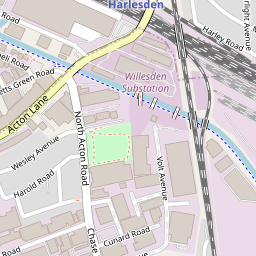 Harlesden
Harley Road
Willesden
Substation
Acton Lane
Wesley Avenue
North Acton Road
Volt Avenue
Harold Road
Chase
Cunard Road